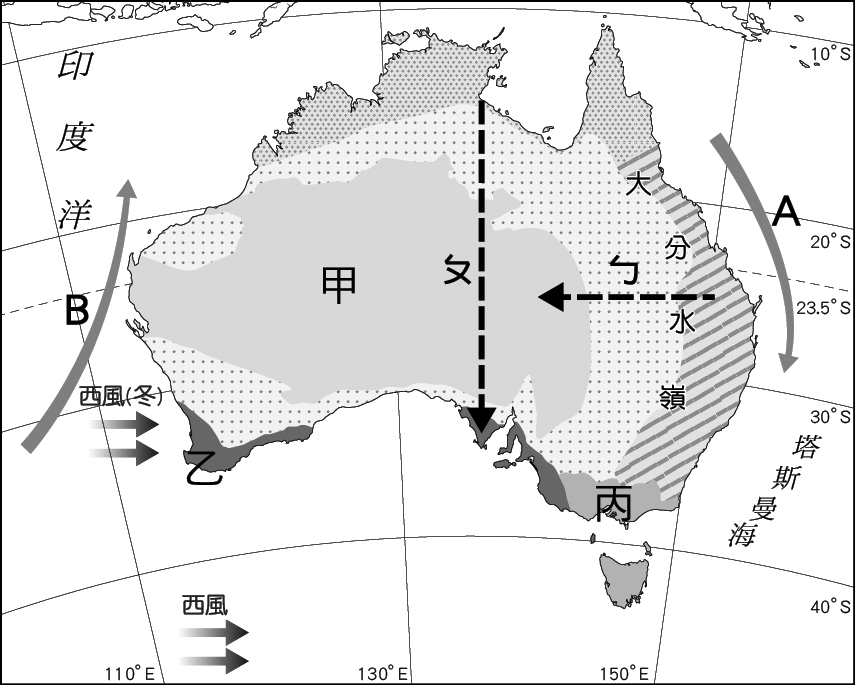 印度洋
10°S
大分水嶺
A
20°S
甲
ㄆ
ㄅ
23.5°S
B
西風(冬)
30°S
乙
丙
塔斯曼海
西風
40°S
110°E
130°E
150°E